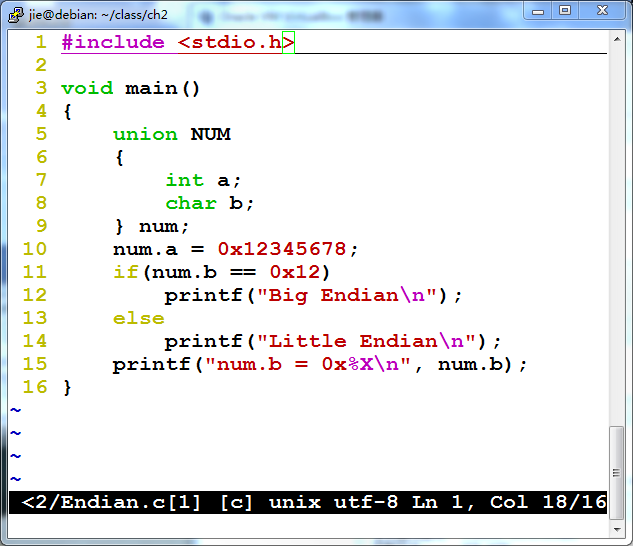 jie@debian: ~/class/ch2
1 #include <stdio.h>
2
3 void main()
4 {
5     union NUM
6     {
7         int a;
8         char b;
9     } num;
10     num.a = 0x12345678;
11     if(num.b == 0x12)
12         printf("Big Endian\n");
13     else
14         printf("Little Endian\n");
15     printf("num.b = 0x%X\n", num.b);
16 }
~
~
~
~
<2/Endian.c[1] [c] unix utf-8 Ln 1, Col 18/16